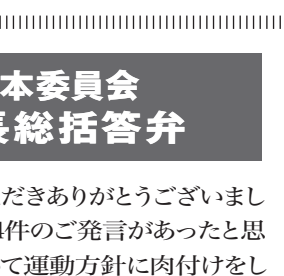 本委員会
長総括答弁
ただきありがとうございまし
4件のご発言があったと思
て運動方針に肉付けをし